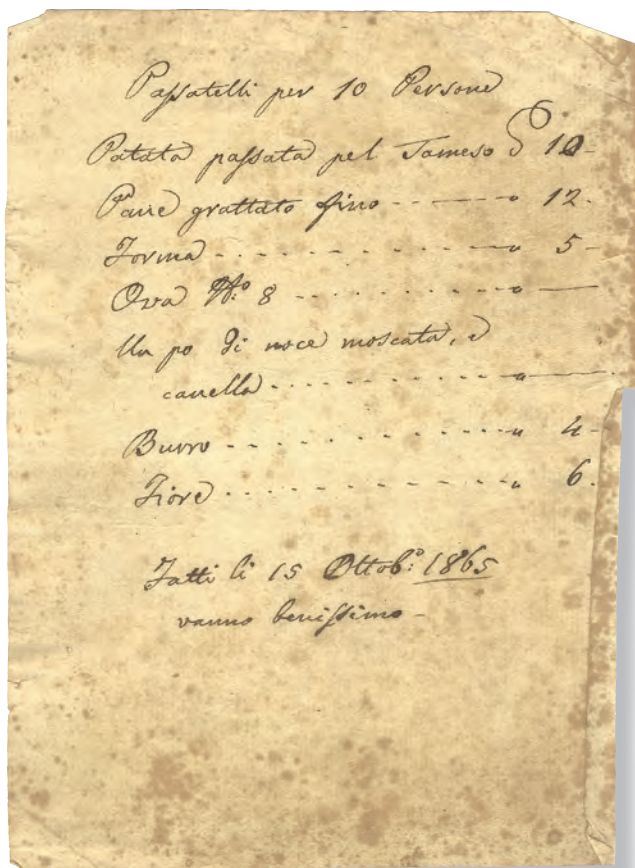 Paſsatelli per 10 Persone
Patata paſsata pel Tameso 10-
Pane grattato fino - - - - - " 12.
Forma - - - - - - - - - - " 5-
Ova N.º 8 - - - - - - - - " —
Un po di noce moscata, e
canella - - - - - - - - - " —
Burro - - - - - - - - - - " 4-
Fiore - - - - - - - - - - " 6.
Fatti li 15 Ottob.º: 1865
vanno beniſsimo -